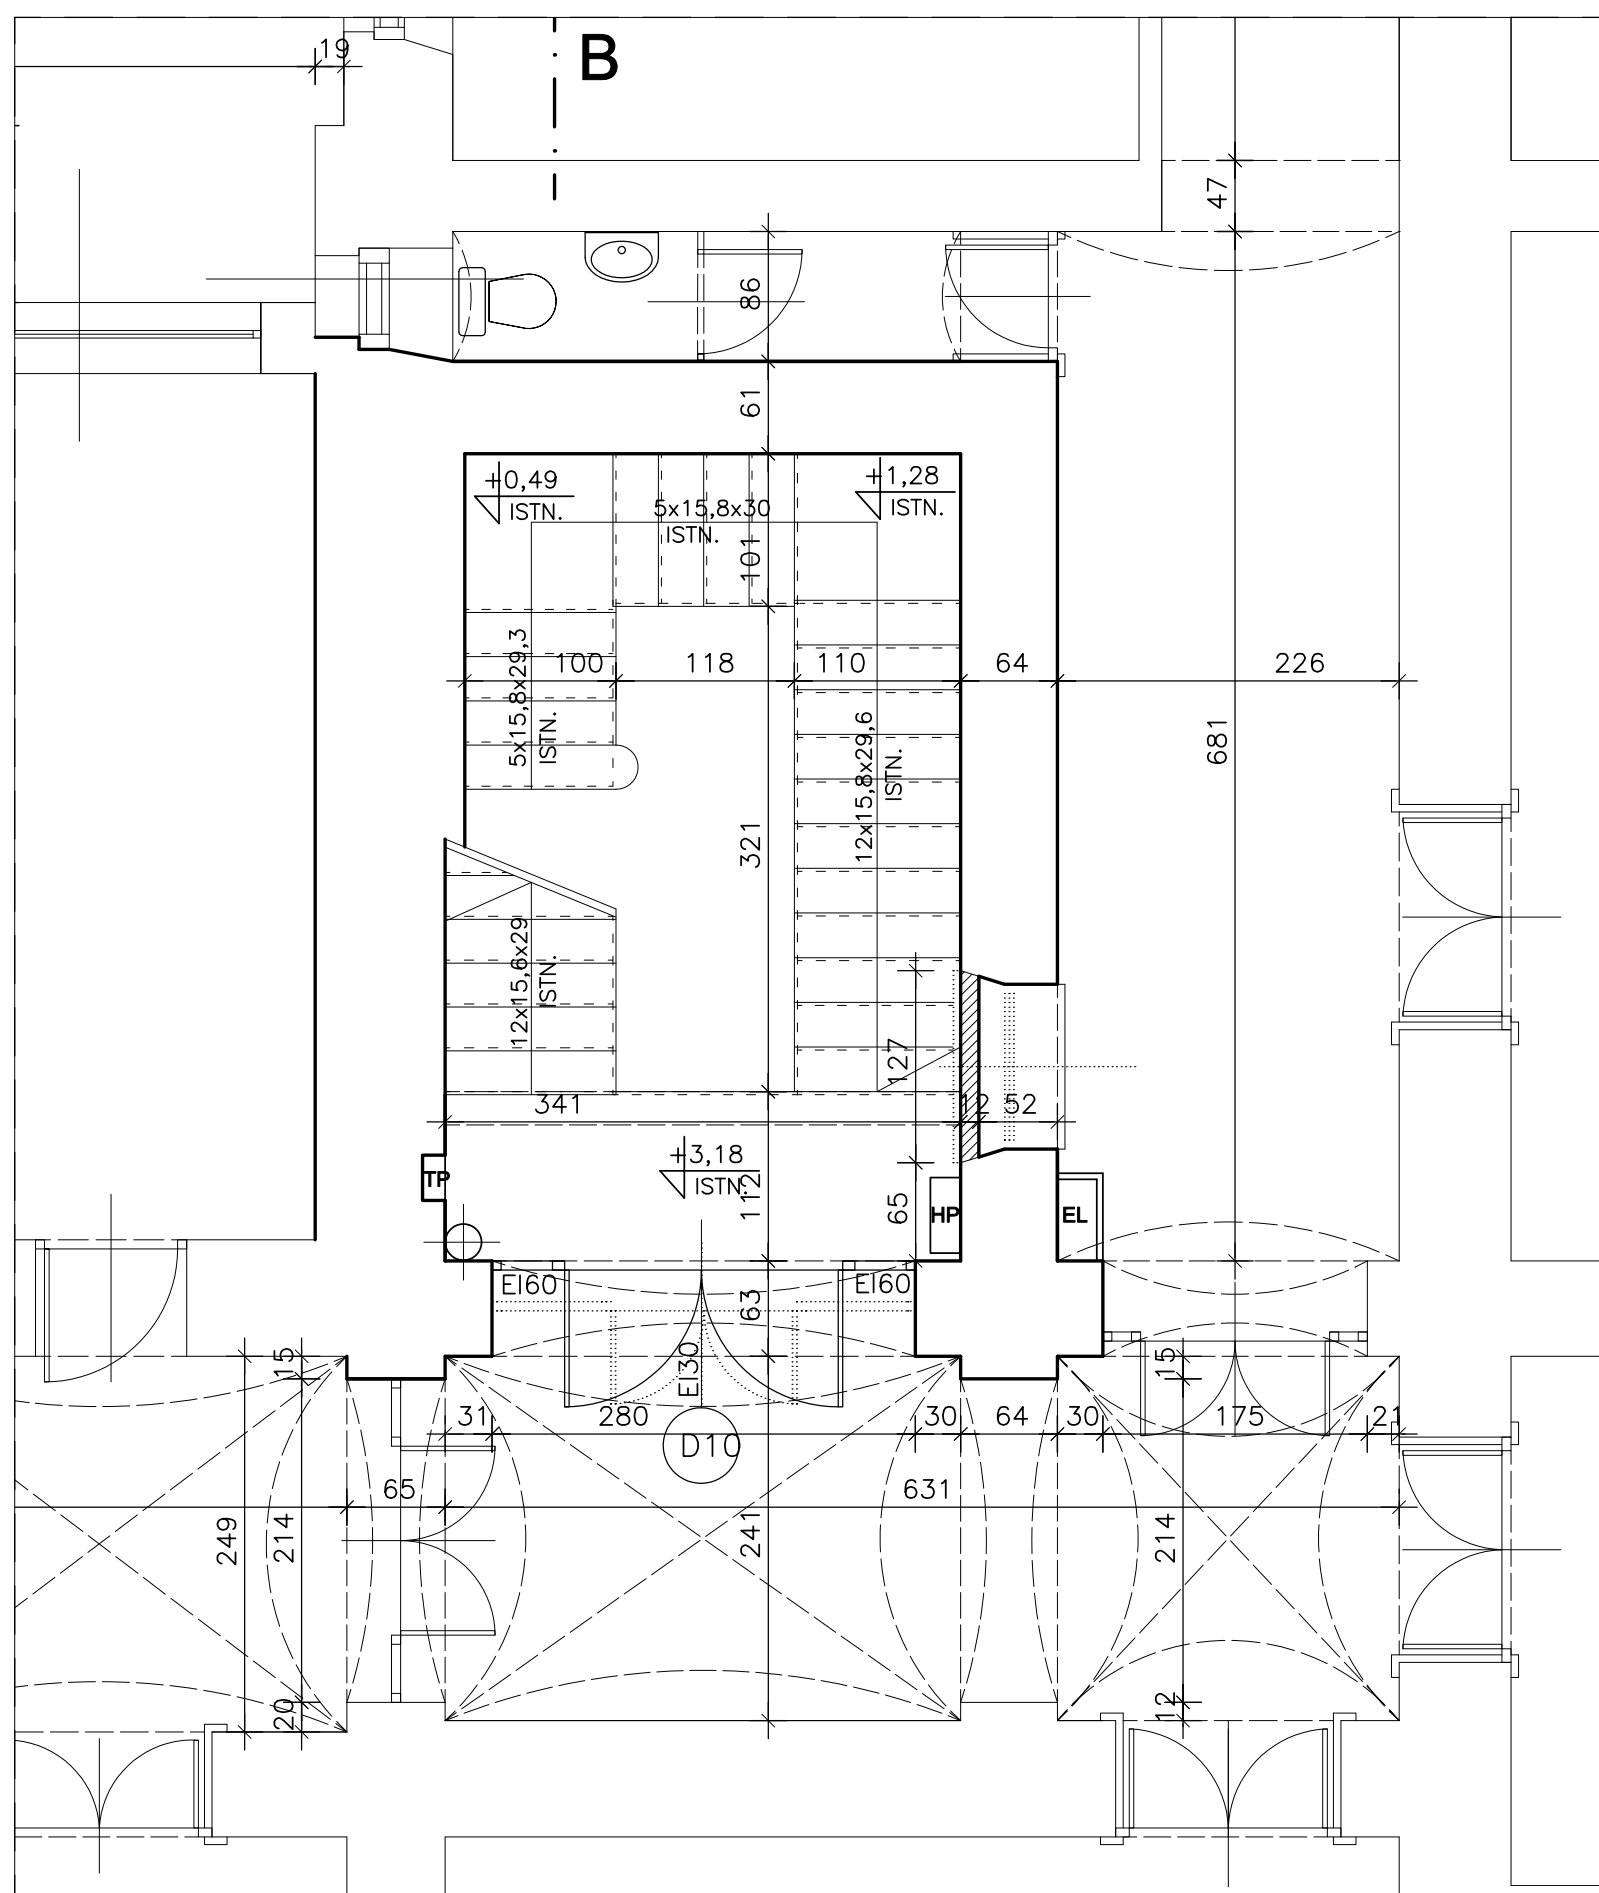 19
B
47
86
61
+0,49
ISTN.
5x15,8x30
ISTN.
+1,28
ISTN.
101
5x15,8x29,3
ISTN.
100
118
110
64
226
12x15,8x29,6
ISTN.
681
321
12x15,6x29
ISTN.
127
341
12
52
+3,18
ISTN.
112
TP
65
HP
EL
EI60
EI60
63
EI30
15
15
31
280
30
64
30
175
21
D10
65
631
249
214
241
214
20
12